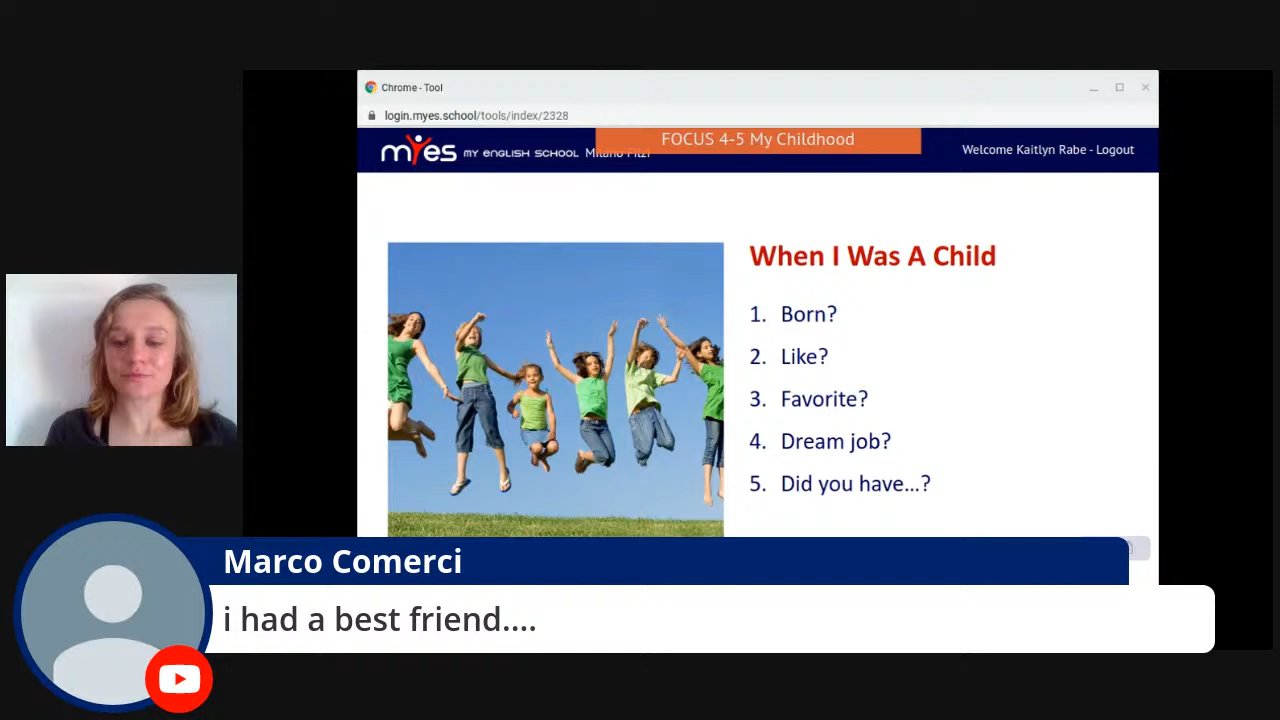 Chrome - Tool
login.myes.school/tools/index/2328
FOCUS 4-5 My Childhood
myes MY ENGLISH SCHOOL Milano Filzi
Welcome Kaitlyn Rabe - Logout
When I Was A Child
1. Born?
2. Like?
3. Favorite?
4. Dream job?
5. Did you have...?
Marco Comerci
i had a best friend....